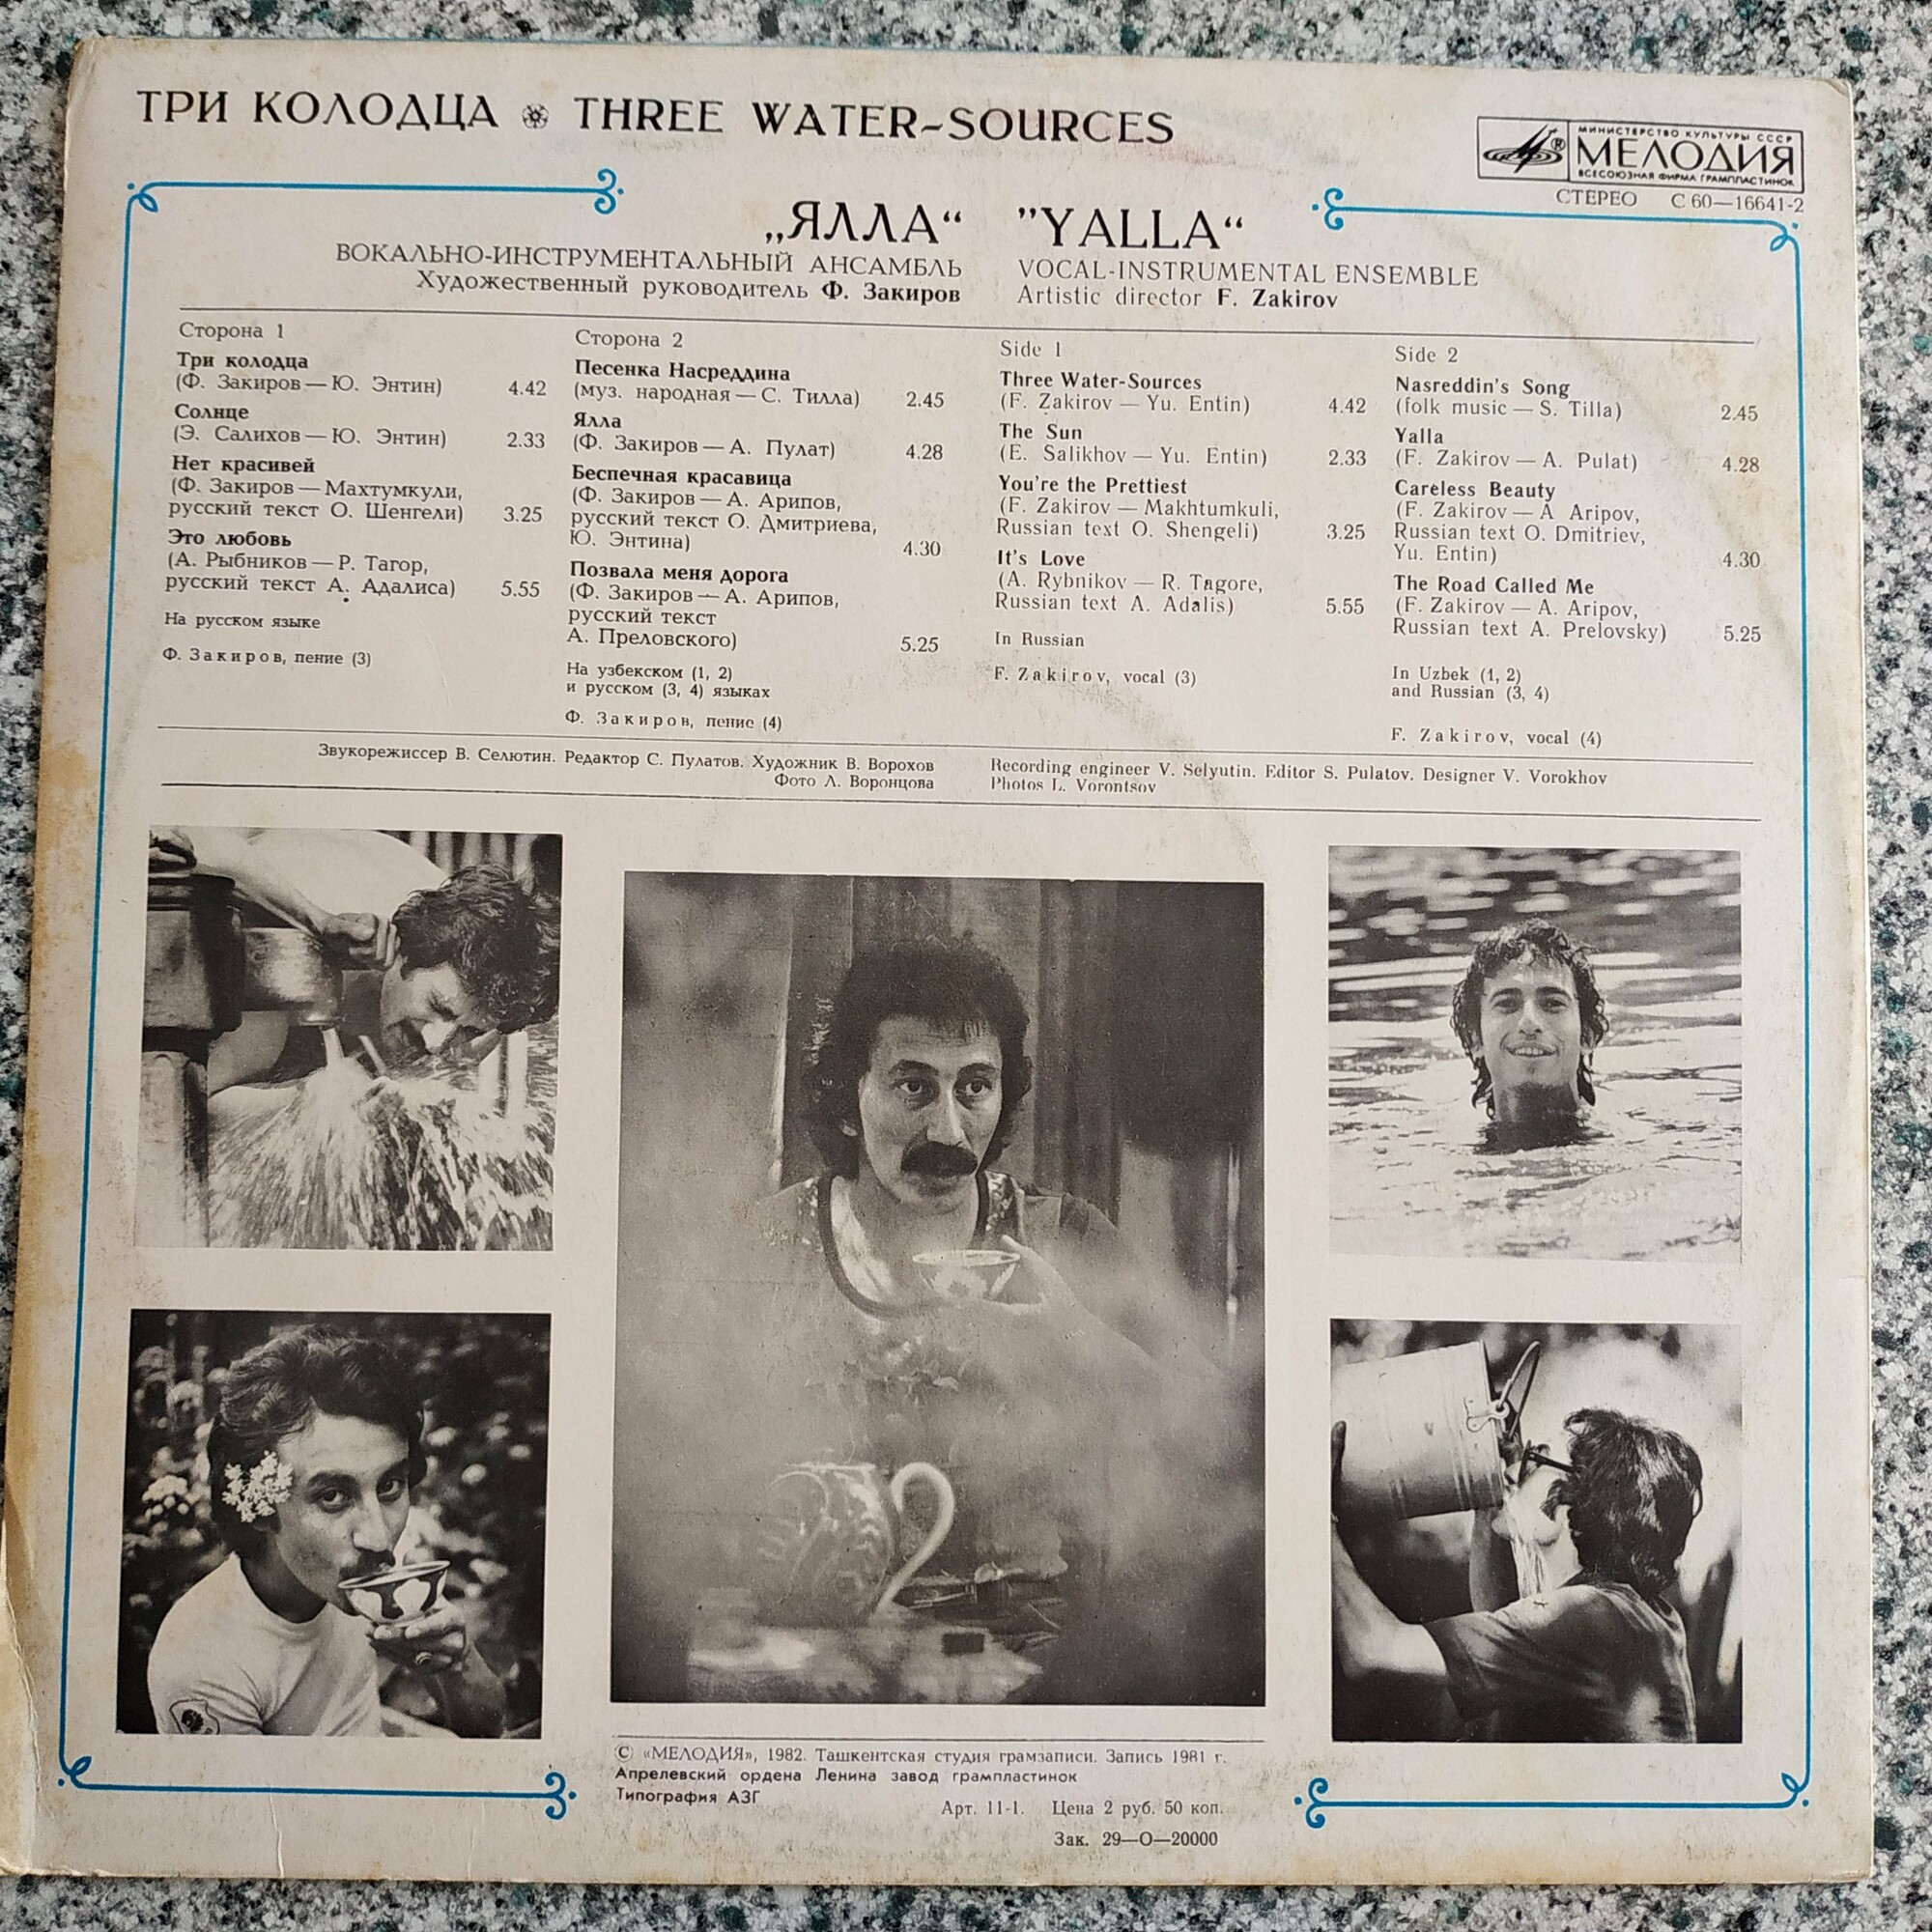 ТРИ КОЛОДЦА THREE WATER-SOURCES
МИНИСТЕРСТВО КУЛЬТУРЫ СССР
МЕЛОДИЯ
ВСЕСОЮЗНАЯ ФИРМА ГРАМПЛАСТИНОК
СТЕРЕО С 60—16641-2
„ЯЛЛА“
ВОКАЛЬНО-ИНСТРУМЕНТАЛЬНЫЙ АНСАМБЛЬ
Художественный руководитель Ф. Закиров
"YALLA“
VOCAL-INSTRUMENTAL ENSEMBLE
Artistic director F. Zakirov
Сторона 1
Три колодца
(Ф. Закиров — Ю. Энтин) 4.42
Солнце
(Э. Салихов — Ю. Энтин) 2.33
Нет красивей
(Ф. Закиров — Махтумкули,
русский текст О. Шенгели) 3.25
Это любовь
(А. Рыбников — Р. Тагор,
русский текст А. Адалиса) 5.55
На русском языке
Ф. Закиров, пение (3)
Сторона 2
Песенка Насреддина
(муз. народная — С. Тилла) 2.45
Ялла
(Ф. Закиров — А. Пулат) 4.28
Беспечная красавица
(Ф. Закиров — А. Арипов,
русский текст О. Дмитриева,
Ю. Энтина) 4.30
Позвала меня дорога
(Ф. Закиров — А. Арипов,
русский текст
А. Преловского) 5.25
На узбекском (1, 2)
и русском (3, 4) языках
Ф. Закиров, пение (4)
Side 1
Three Water-Sources
(F. Zakirov — Yu. Entin) 4.42
The Sun
(E. Salikhov — Yu. Entin) 2.33
You're the Prettiest
(F. Zakirov — Makhtumkuli,
Russian text O. Shengeli) 3.25
It's Love
(A. Rybnikov — R. Tagore,
Russian text A. Adalis) 5.55
In Russian
F. Zakirov, vocal (3)
Side 2
Nasreddin's Song
(folk music — S. Tilla) 2.45
Yalla
(F. Zakirov — A. Pulat) 4.28
Careless Beauty
(F. Zakirov — A Aripov,
Russian text O. Dmitriev,
Yu. Entin) 4.30
The Road Called Me
(F. Zakirov — A. Aripov,
Russian text A. Prelovsky) 5.25
In Uzbek (1, 2)
and Russian (3, 4)
F. Zakirov, vocal (4)
Звукорежиссер В. Селютин. Редактор С. Пулатов. Художник В. Ворохов
Фото Л. Воронцова
Recording engineer V. Selyutin. Editor S. Pulatov. Designer V. Vorokhov
Photos L. Vorontsov
© «МЕЛОДИЯ», 1982. Ташкентская студия грамзаписи. Запись 1981 г.
Апрелевский ордена Ленина завод грампластинок
Типография АЗГ
Арт. 11-1. Цена 2 руб. 50 коп.
Зак. 29—О—20000